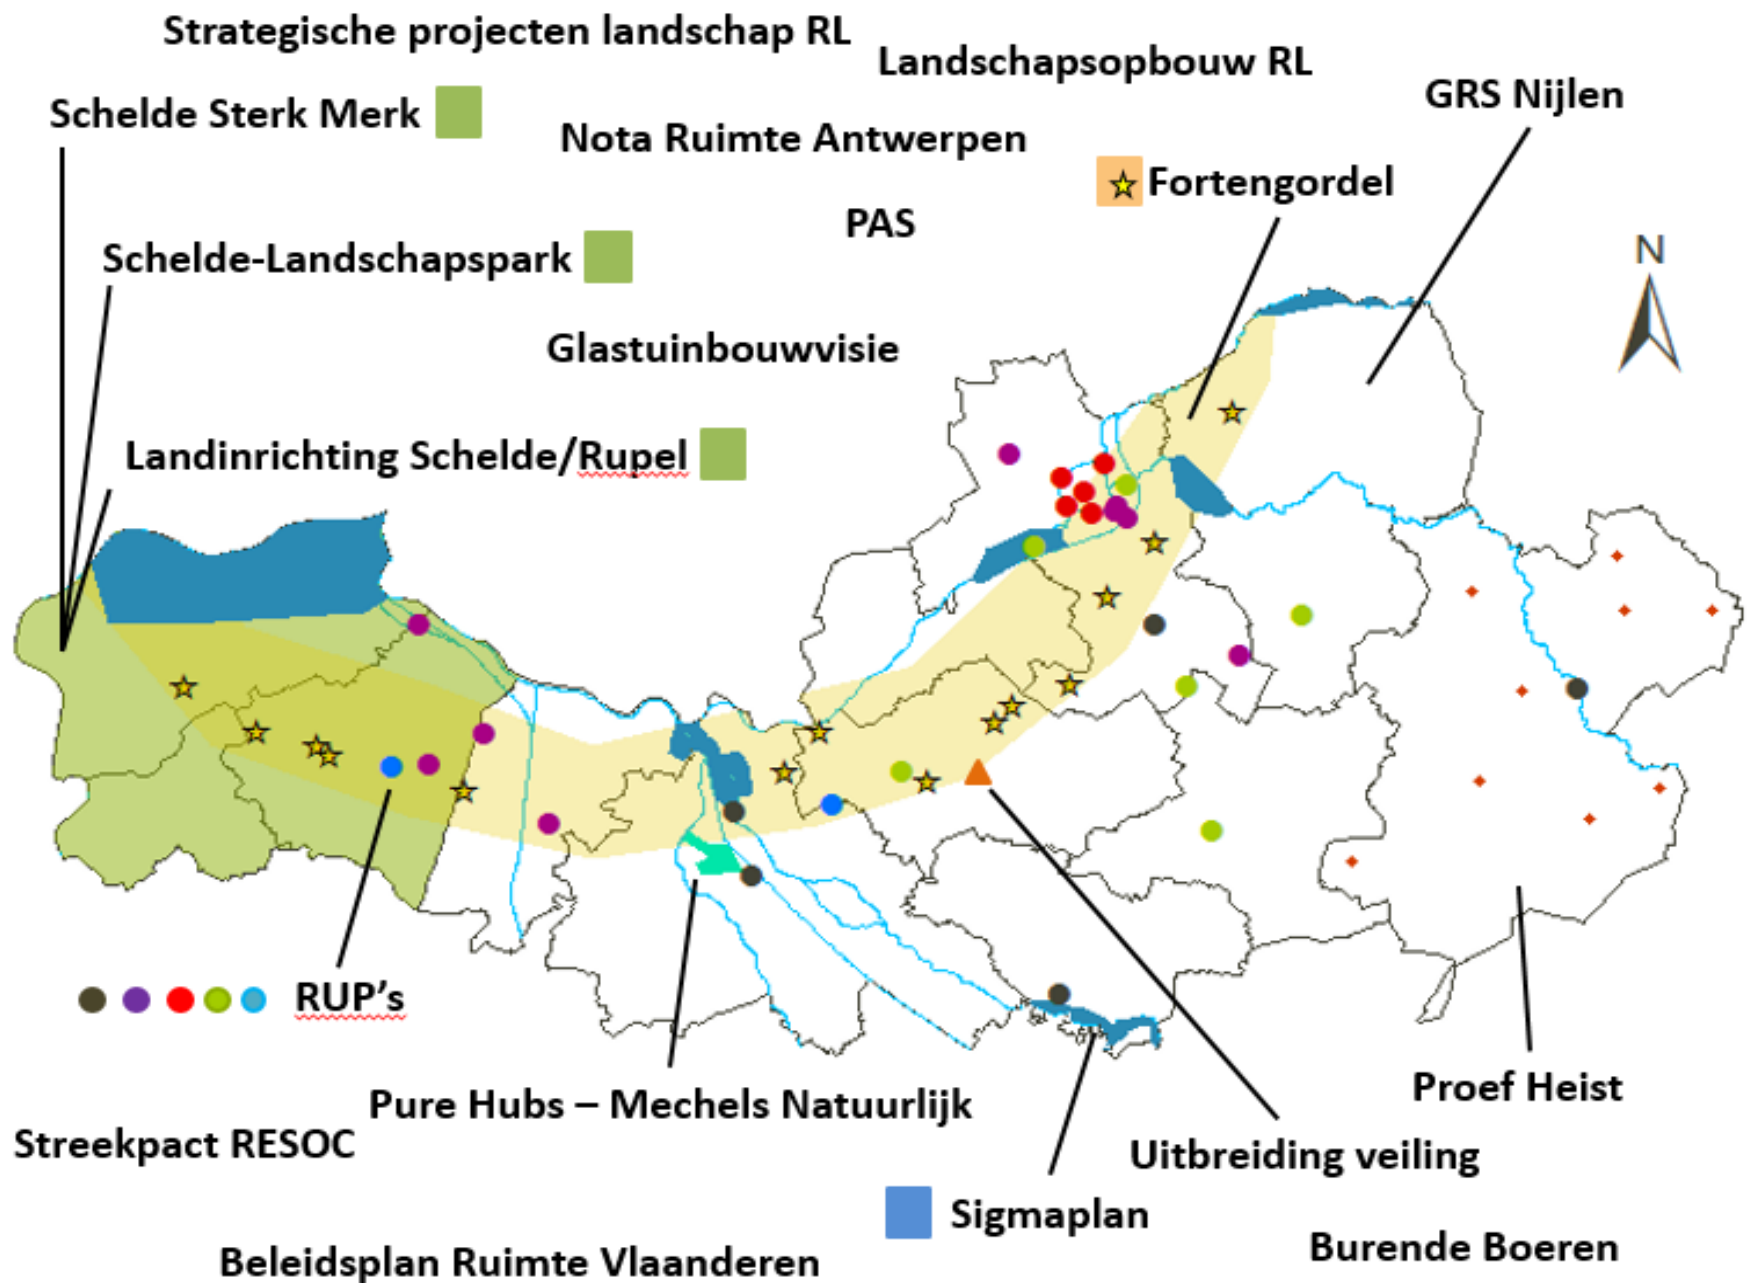 Strategische projecten landschap RL
Landschapsopbouw RL
GRS Nijlen
Schelde Sterk Merk
Nota Ruimte Antwerpen
Fortengordel
PAS
N
Schelde-Landschapspark
Glastuinbouwvisie
Landinrichting Schelde/Rupel
RUP’s
Pure Hubs – Mechels Natuurlijk
Proef Heist
Streekpact RESOC
Uitbreiding veiling
Sigmaplan
Burende Boeren
Beleidsplan Ruimte Vlaanderen